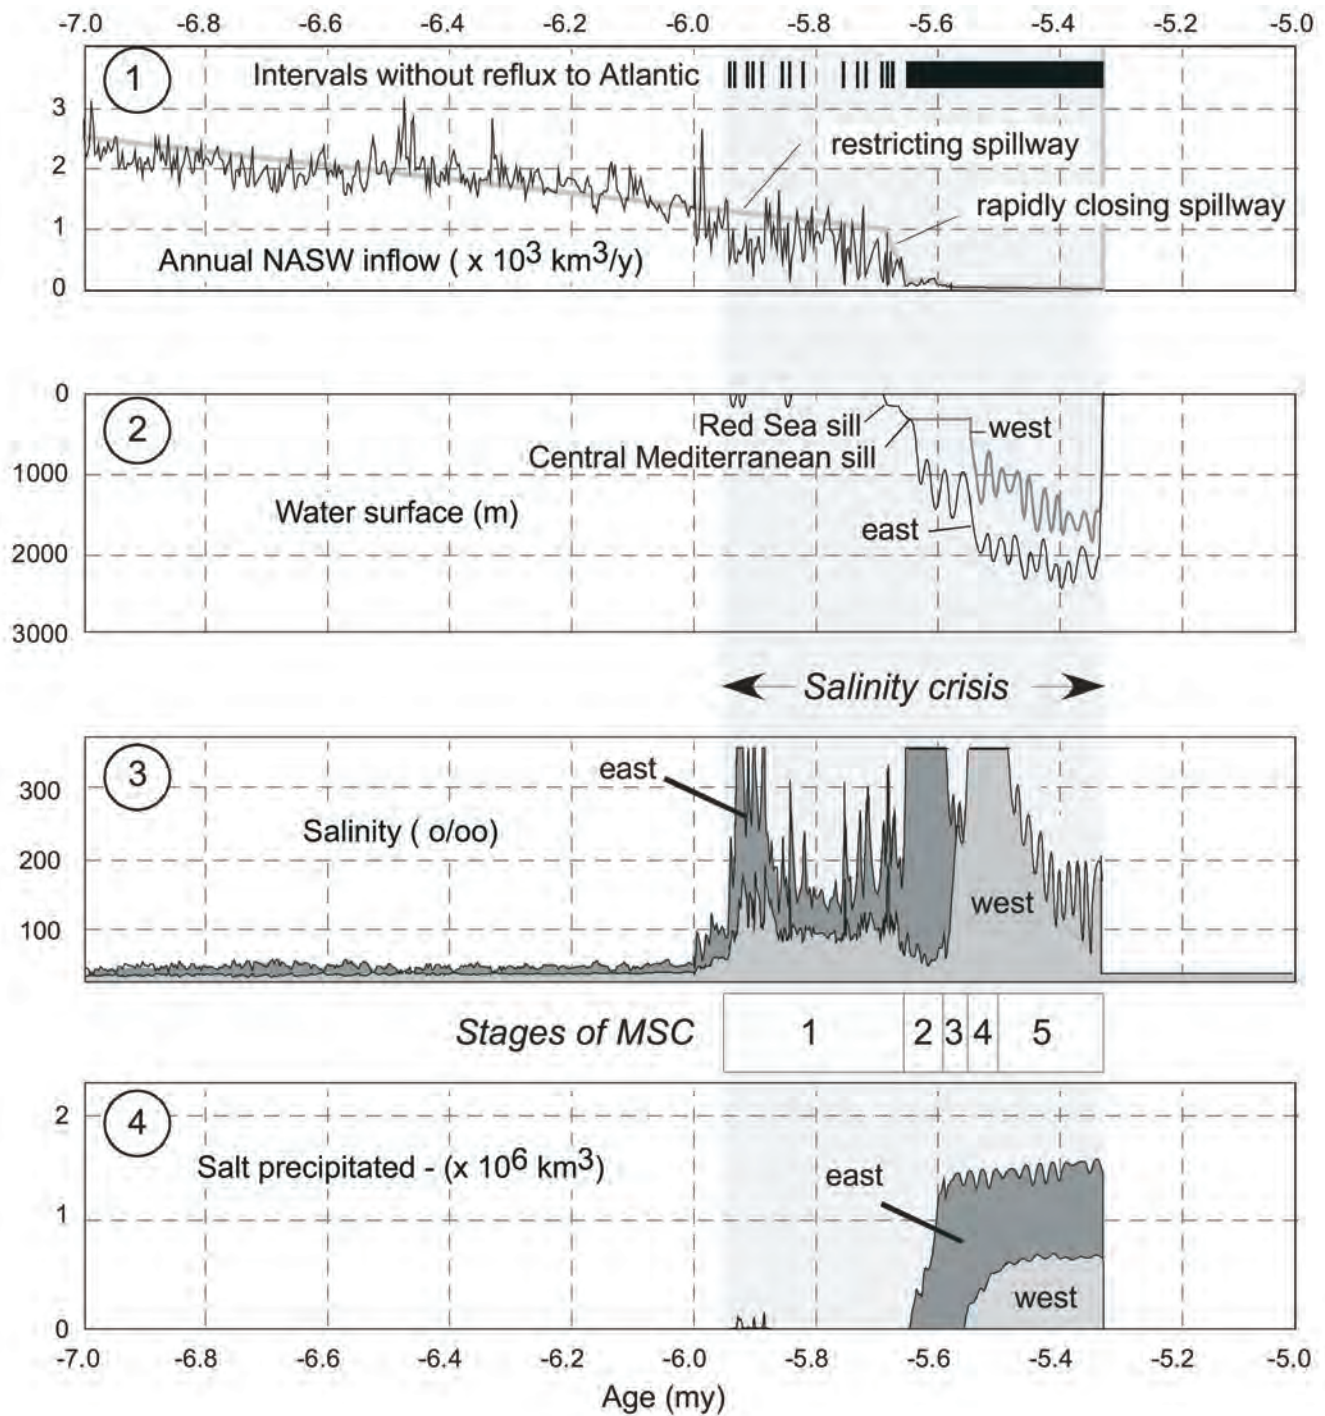 -7.0 -6.8 -6.6 -6.4 -6.2 -6.0 -5.8 -5.6 -5.4 -5.2 -5.0
1
Intervals without reflux to Atlantic
3
restricting spillway
2
rapidly closing spillway
1
Annual NASW inflow ( x 10³ km³/y)
0
0
2
Red Sea sill
west
Central Mediterranean sill
1000
Water surface (m)
east
2000
3000
Salinity crisis
3
east
300
Salinity ( o/oo)
200
west
100
Stages of MSC
1 2 3 4 5
4
2
Salt precipitated - (x 10⁶ km³)
east
1
west
0
-7.0 -6.8 -6.6 -6.4 -6.2 -6.0 -5.8 -5.6 -5.4 -5.2 -5.0
Age (my)